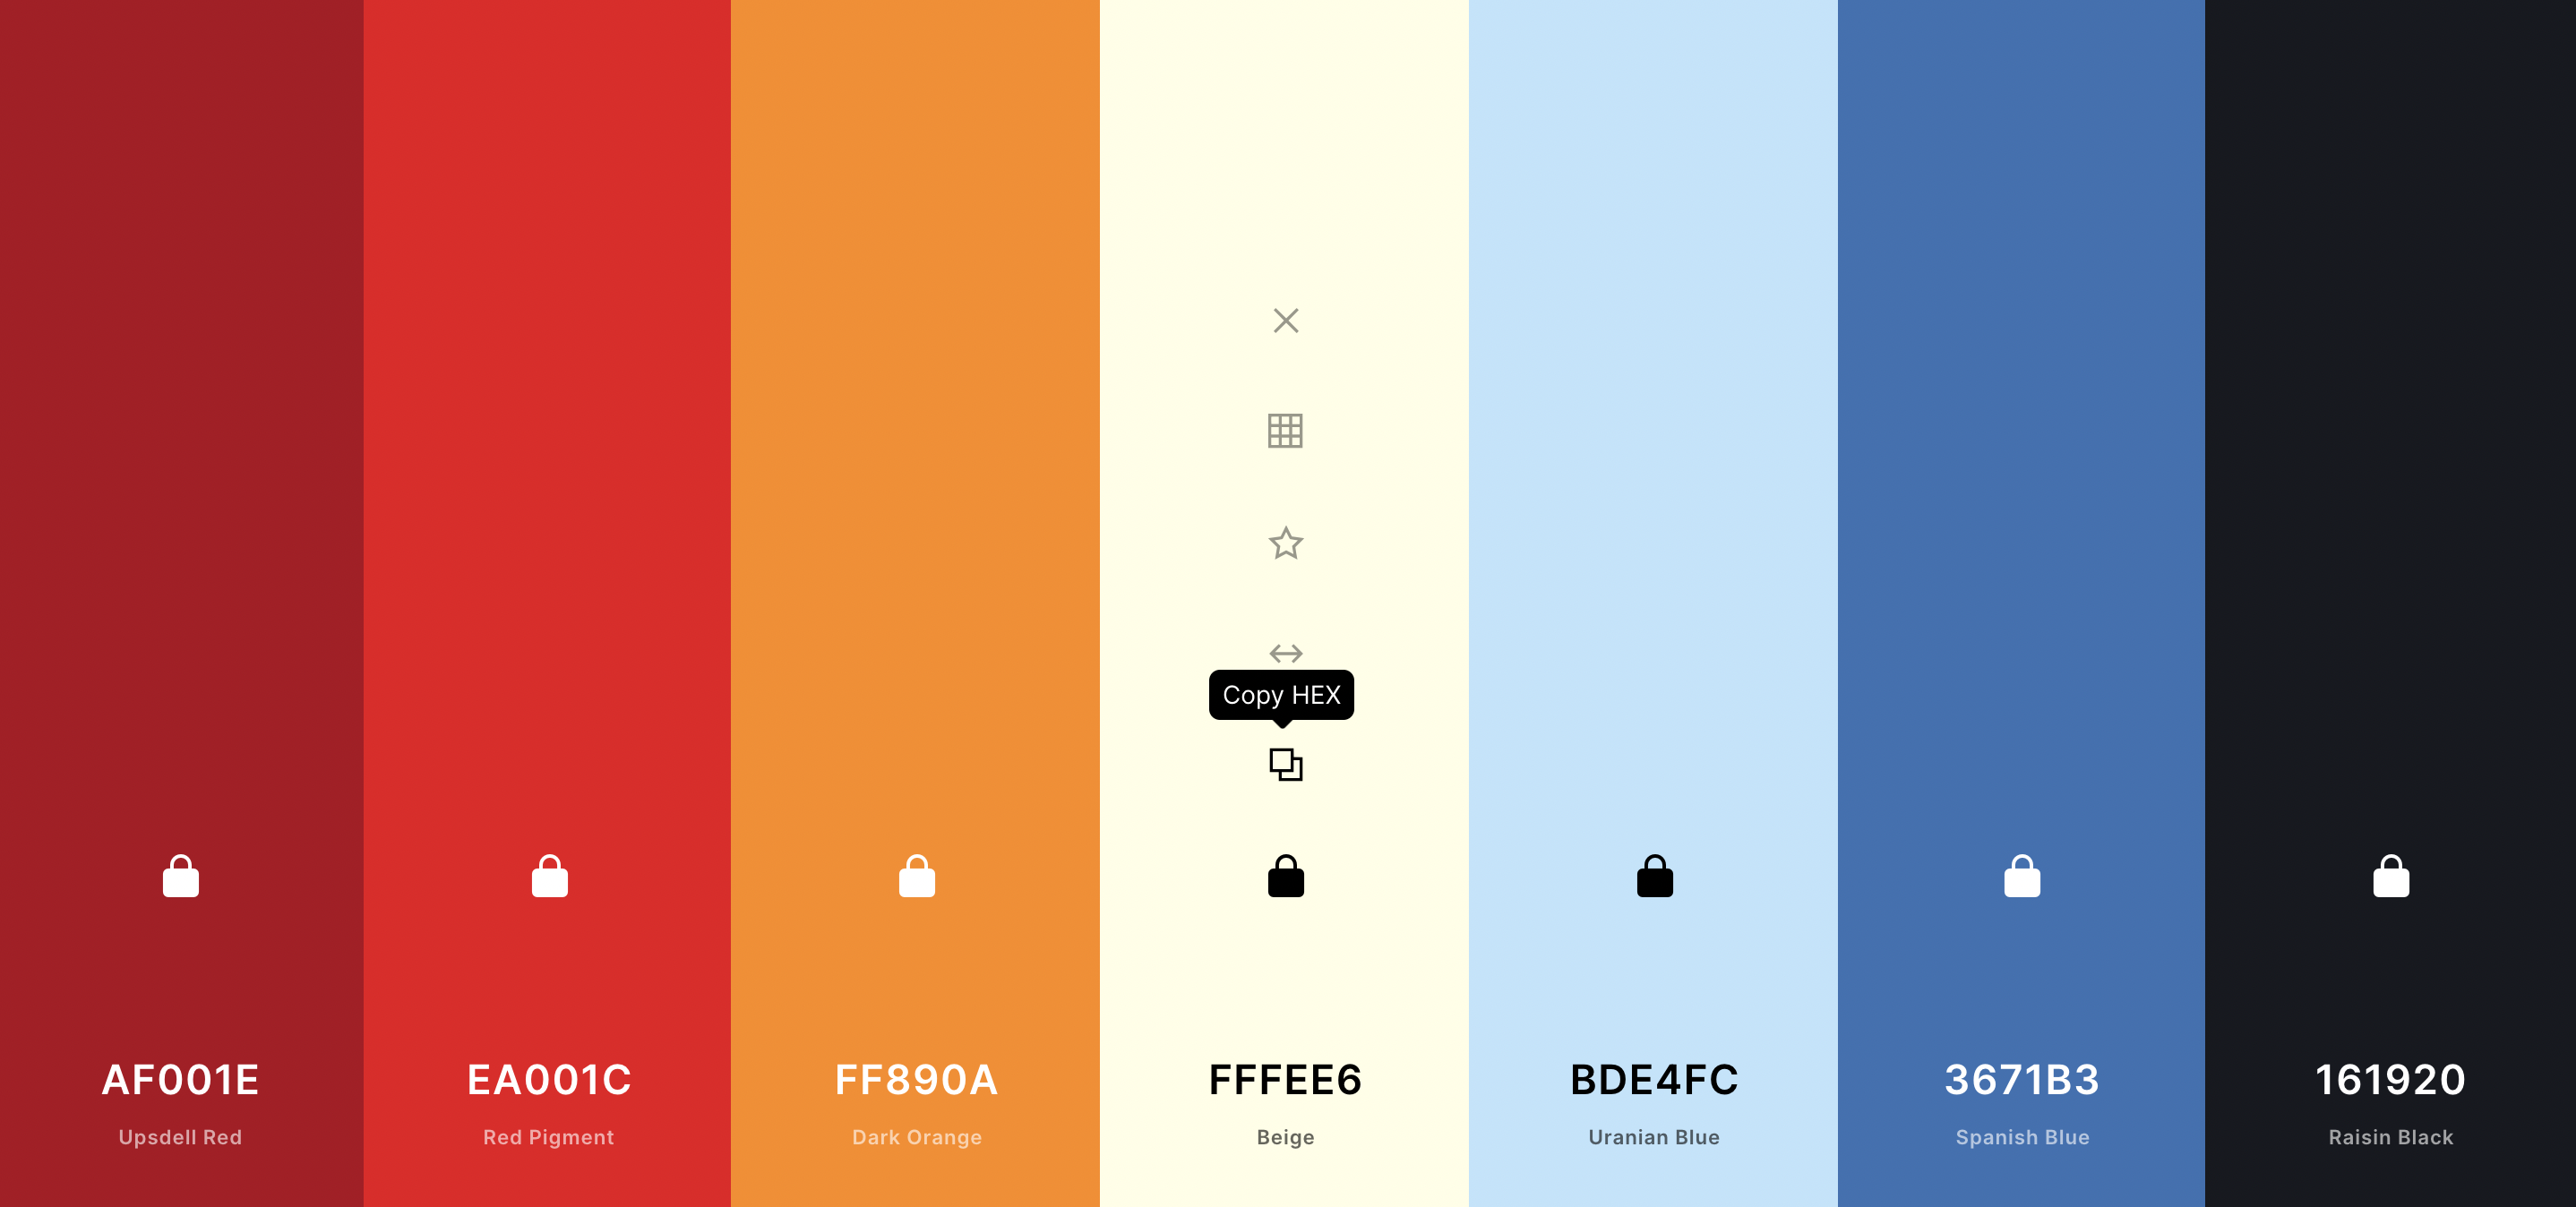 Copy HEX
AF001E
Upsdell Red
EA001C
Red Pigment
FF890A
Dark Orange
FFFEE6
Beige
BDE4FC
Uranian Blue
3671B3
Spanish Blue
161920
Raisin Black